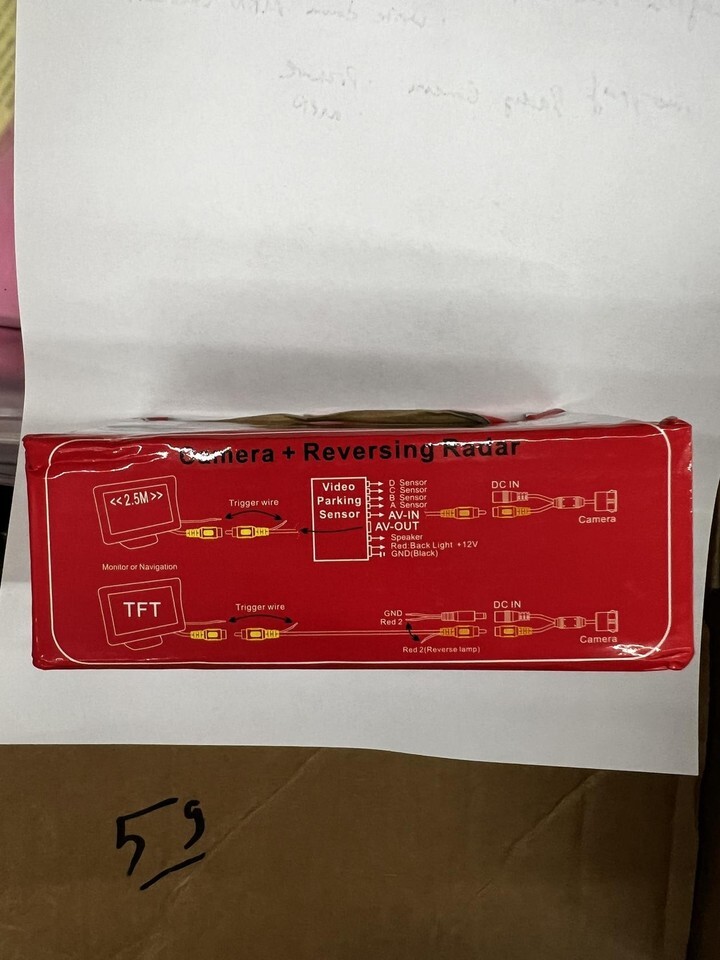 Camera + Reversing Radar
<<2.5M>>
Trigger wire
Video
Parking
Sensor
D Sensor
C Sensor
B Sensor
A Sensor
AV-IN
AV-OUT
Speaker
Red:Back Light +12V
GND(Black)
DC IN
Camera
Monitor or Navigation
TFT
Trigger wire
GND
Red 2
Red 2(Reverse lamp)
DC IN
Camera
59